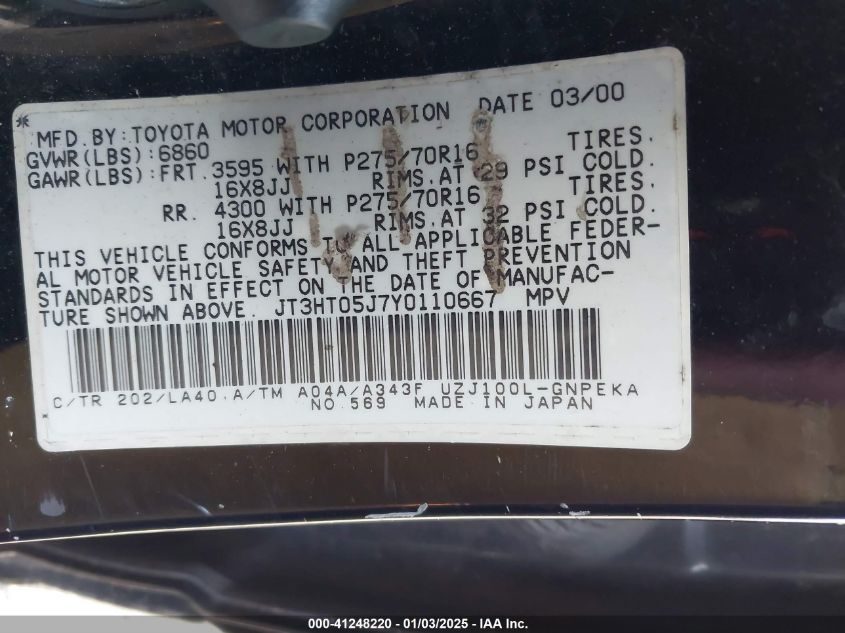 MFD. BY: TOYOTA MOTOR CORPORATION DATE 03/00
GVWR(LBS):6860
GAWR(LBS):FRT. 3595 WITH P275/70R16 TIRES.
16X8JJ RIMS.AT 29 PSI COLD.
RR. 4300 WITH P275/70R16 TIRES.
16X8JJ RIMS.AT 32 PSI COLD.
THIS VEHICLE CONFORMS TO ALL APPLICABLE FEDER-
AL MOTOR VEHICLE SAFETY AND THEFT PREVENTION
STANDARDS IN EFFECT ON THE DATE OF MANUFAC-
TURE SHOWN ABOVE. JT3HT05J7Y0110667 MPV
C/TR 202/LA40 A/TM A04A/A343F UZJ100L-GNPEKA
NO.569 MADE IN JAPAN
000-41248220 - 01/03/2025 - IAA Inc.